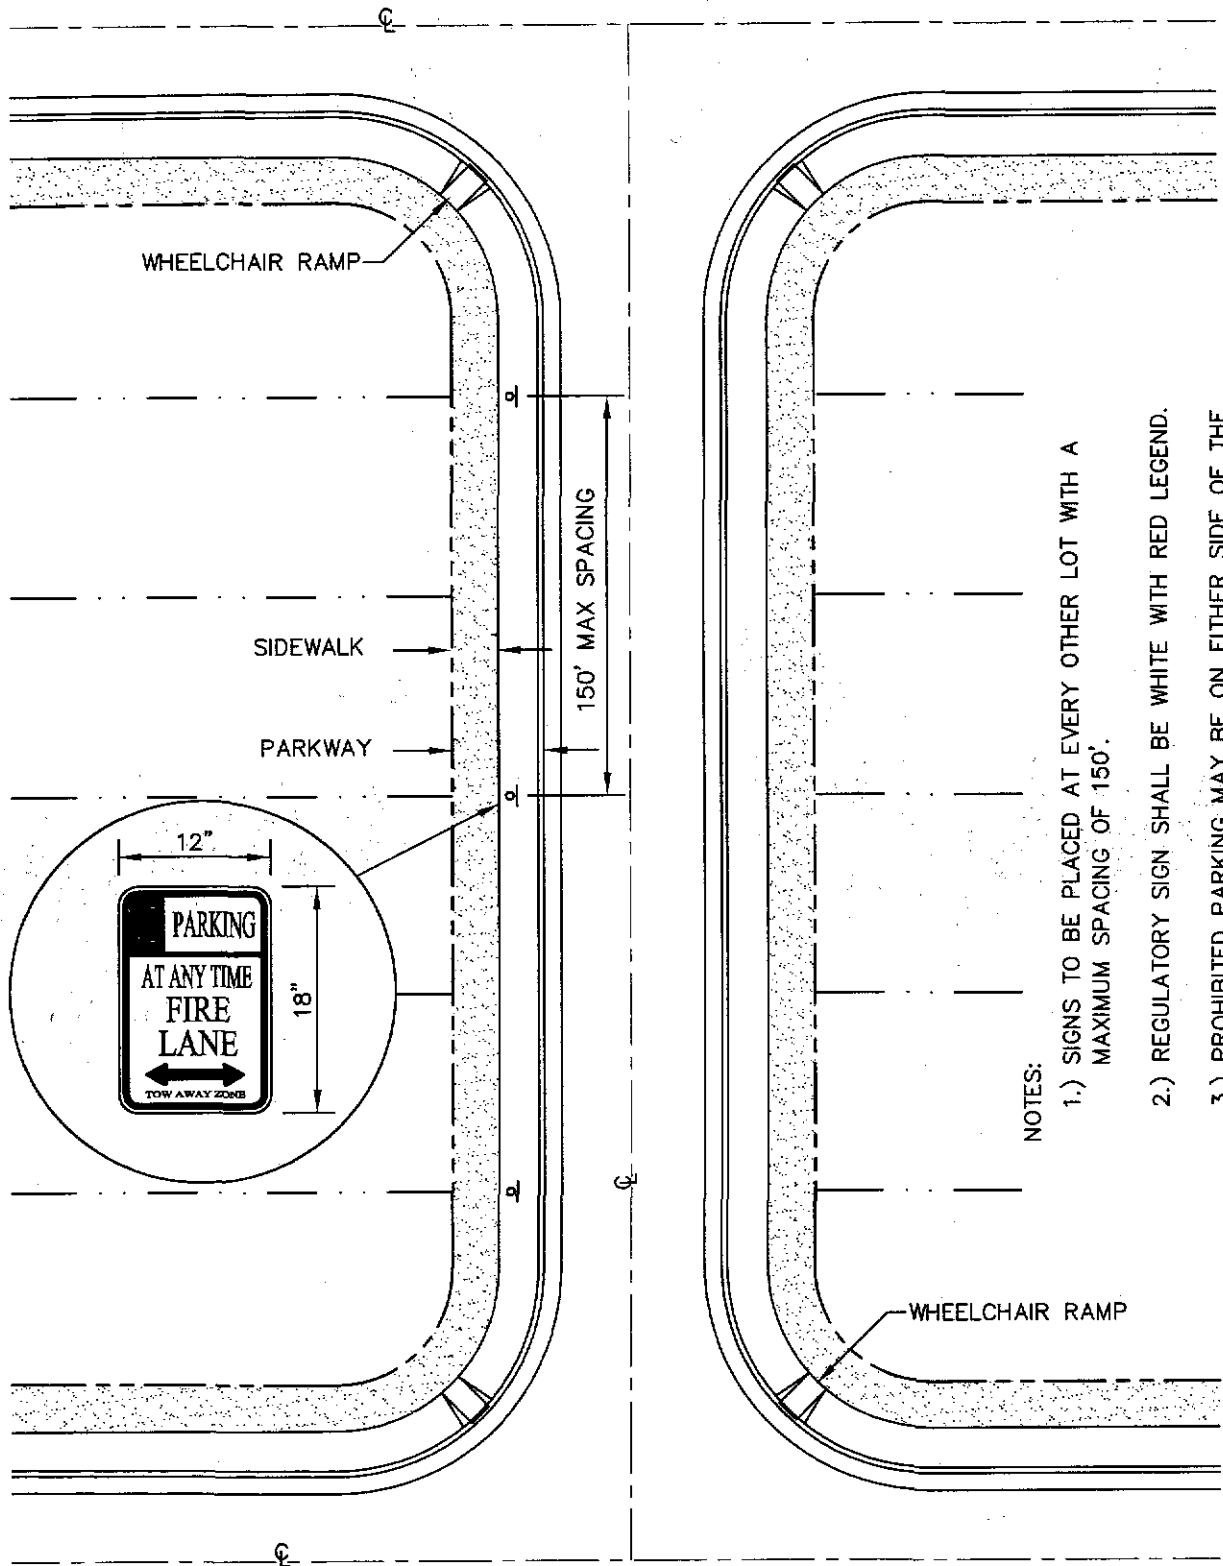 ℄
WHEELCHAIR RAMP
150' MAX SPACING
SIDEWALK
PARKWAY
12"
18"
PARKING
AT ANY TIME
FIRE
LANE
TOW AWAY ZONE
℄
NOTES:
1.) SIGNS TO BE PLACED AT EVERY OTHER LOT WITH A
MAXIMUM SPACING OF 150'.
2.) REGULATORY SIGN SHALL BE WHITE WITH RED LEGEND.
3.) PROHIBITED PARKING MAY BE ON EITHER SIDE OF THE
WHEELCHAIR RAMP
℄